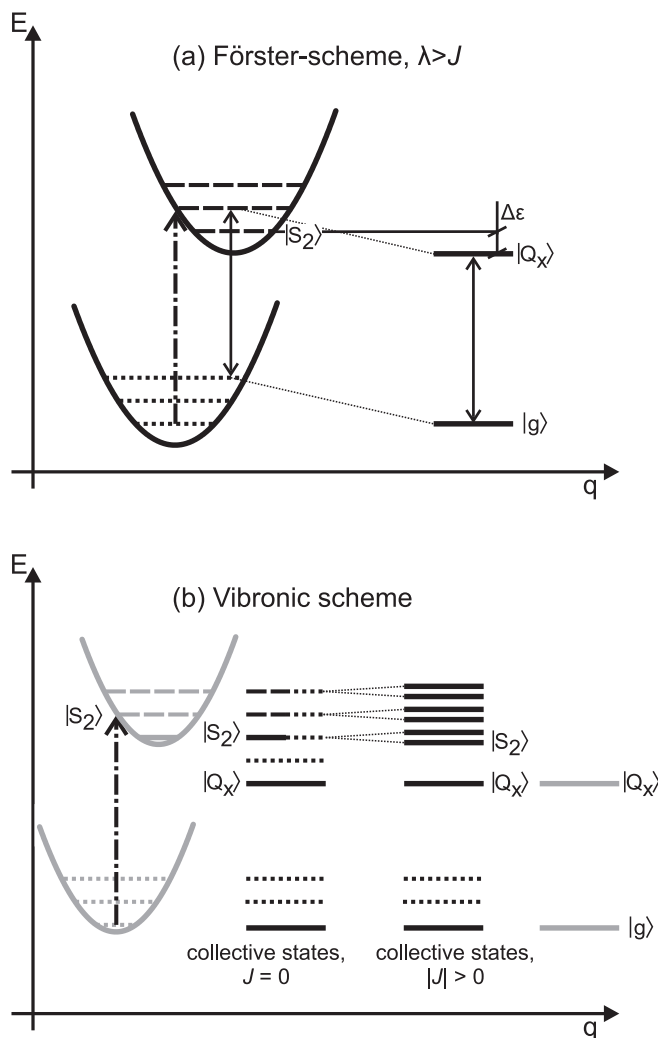 E
(a) Förster-scheme, λ>J
Δε
|S₂⟩
|Qₓ⟩
|g⟩
q
E
(b) Vibronic scheme
|S₂⟩
|S₂⟩
|S₂⟩
|Qₓ⟩
|Qₓ⟩
|Qₓ⟩
|g⟩
collective states,
J = 0
collective states,
|J| > 0
q